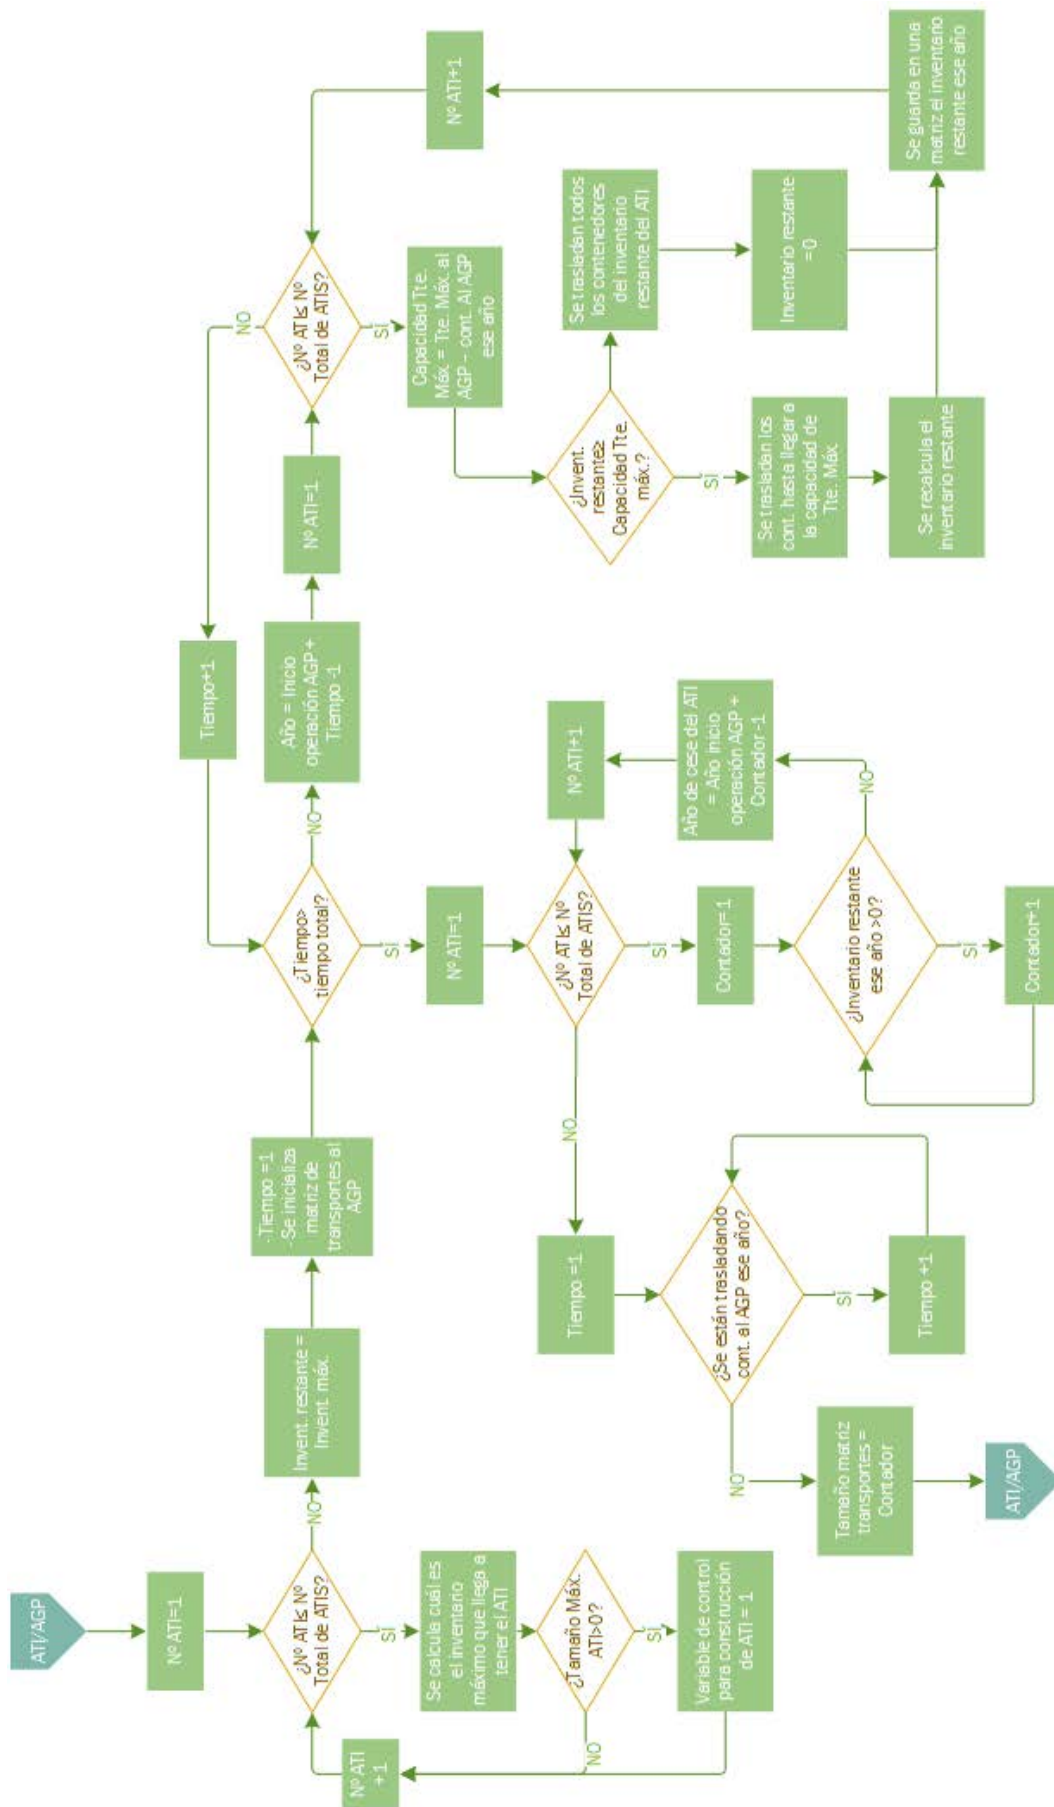 ATI/AGP
Nº ATI=1
¿Nº ATI≤ Nº
Total de ATIS?
NO
SÍ
Nº ATI
+1
Se calcula cuál es
el inventario
máximo que llega a
tener el ATI
¿Tamaño Máx.
ATI>0?
NO
SÍ
Variable de control
para construcción
de ATI = 1
Invent. restante =
Invent. máx.
-Tiempo =1
-Se inicializa
matriz de
transportes al
AGP
¿Tiempo>
tiempo total?
NO
SÍ
Tiempo+1
Año = Inicio
operación AGP +
Tiempo -1
Nº ATI=1
¿Nº ATI≤ Nº
Total de ATIS?
NO
SÍ
Nº ATI+1
Capacidad Tte.
Máx. = Tte. Máx. al
AGP – cont. Al AGP
ese año
¿Invent.
restante≥
Capacidad Tte.
máx.?
SÍ
Se trasladan todos
los contenedores
del inventario
restante del ATI
Inventario restante
=0
Se trasladan los
cont. hasta llegar a
la capacidad de
Tte. Máx.
Se recalcula el
inventario restante
Se guarda en una
matriz el inventario
restante ese año
Nº ATI=1
¿Nº ATI≤ Nº
Total de ATIS?
NO
SÍ
Nº ATI+1
Contador=1
¿Inventario restante
ese año >0?
NO
SÍ
Año de cese del ATI
= Año inicio
operación AGP +
Contador -1
Contador+1
Tiempo =1
¿Se están trasladando
cont. al AGP ese año?
NO
SÍ
Tiempo +1
Tamaño matriz
transportes =
Contador
ATI/AGP